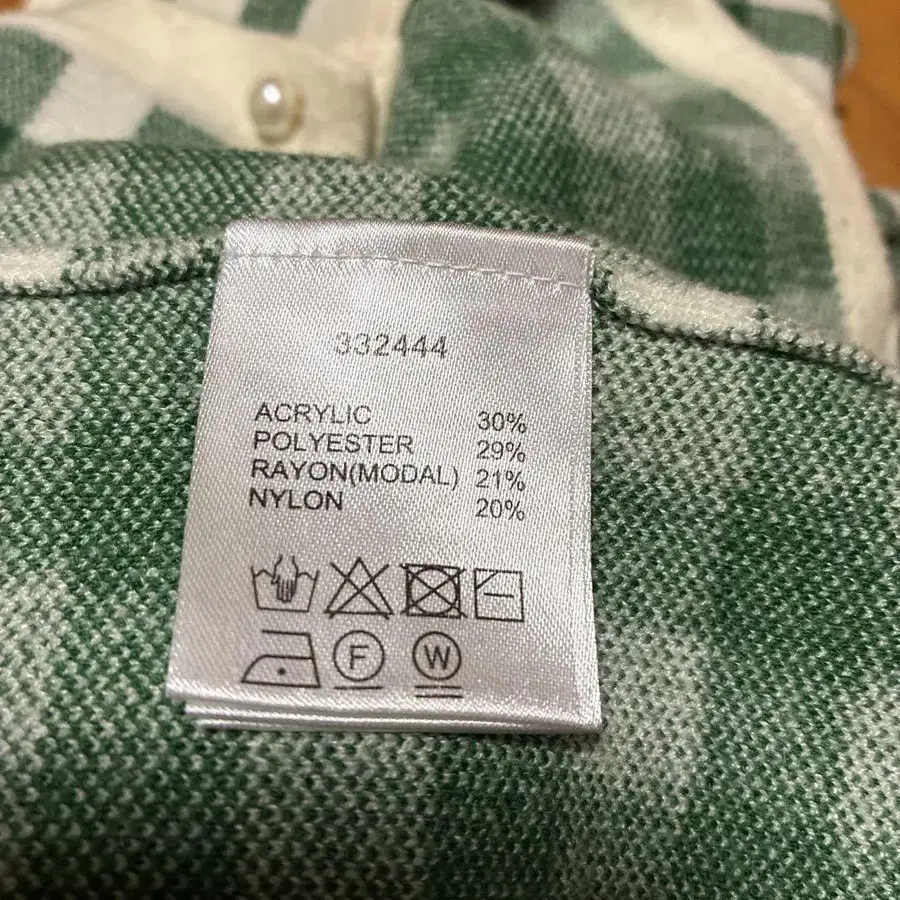 332444
ACRYLIC 30%
POLYESTER 29%
RAYON(MODAL) 21%
NYLON 20%
F W